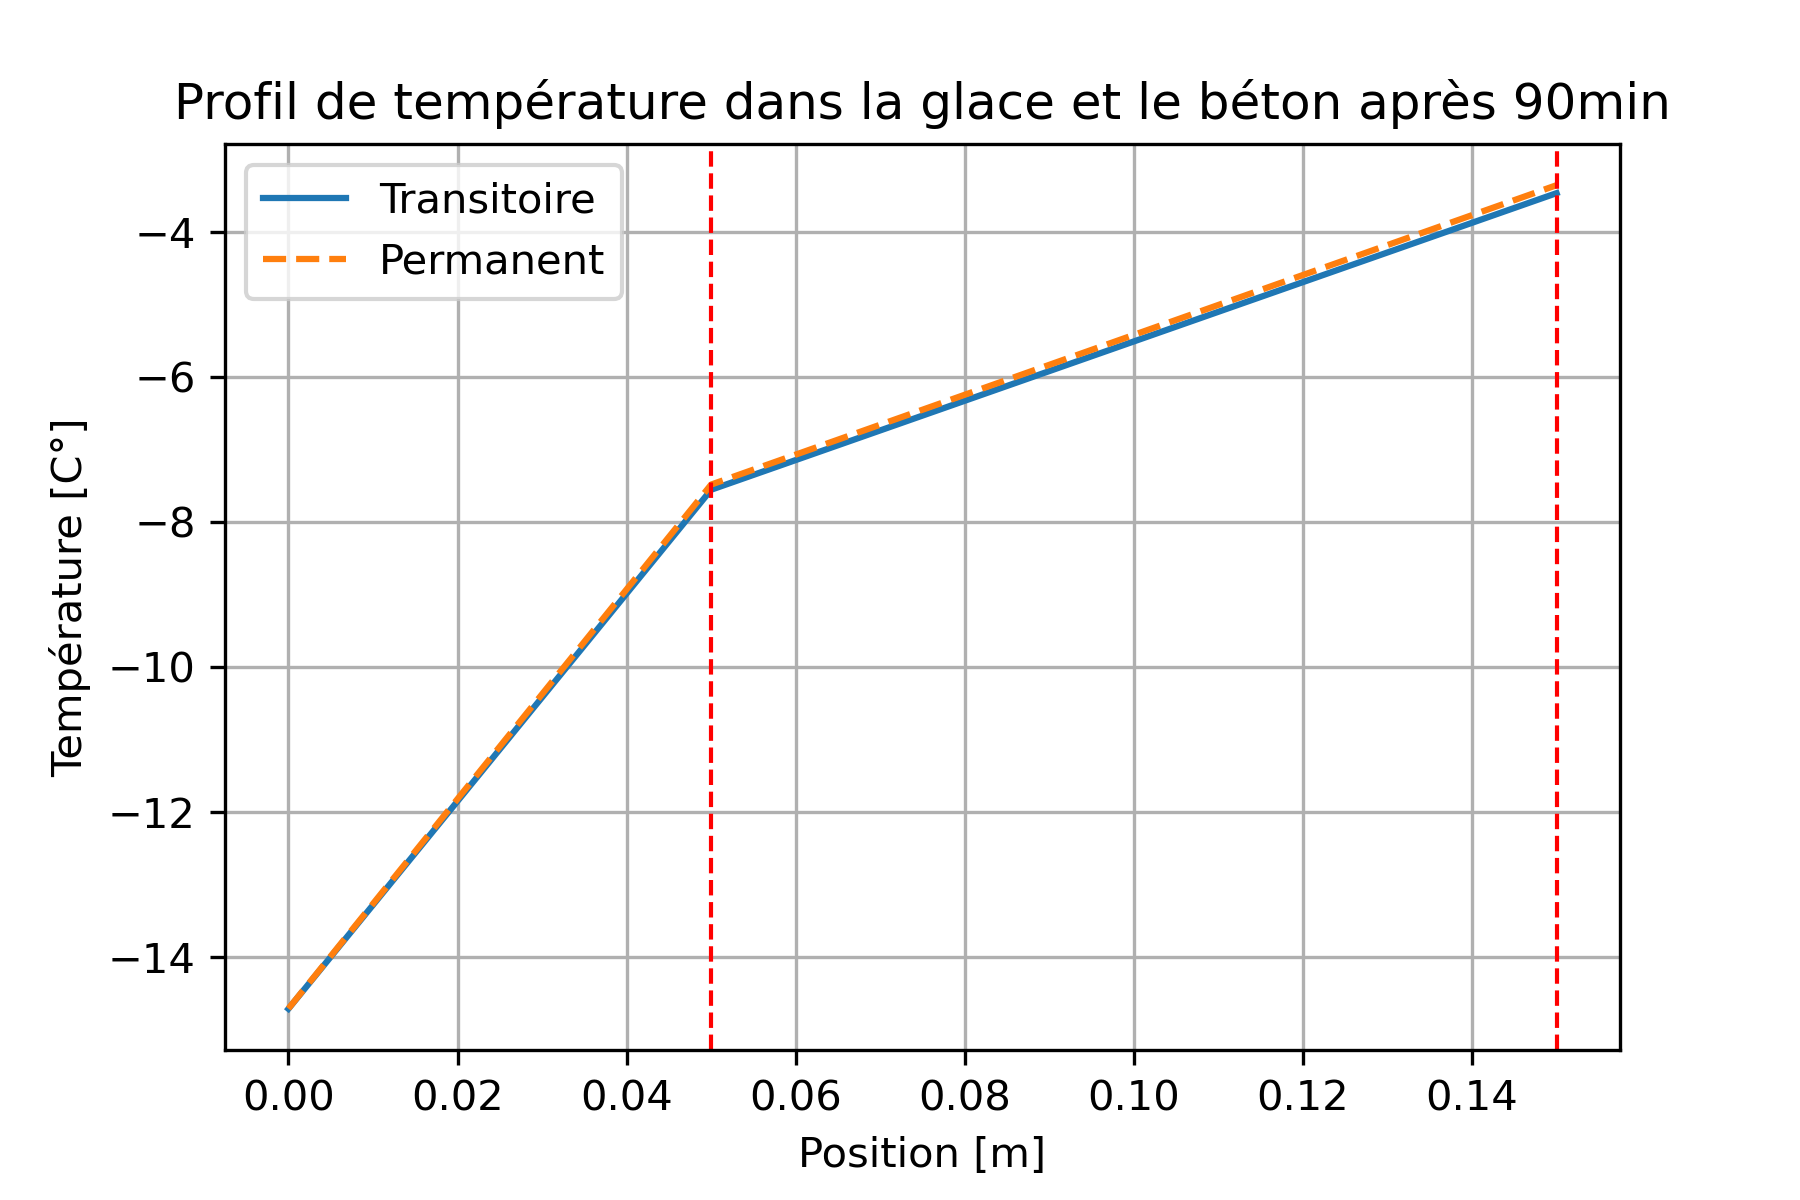 Profil de température dans la glace et le béton après 90min
Transitoire
Permanent
−4
−6
−8
−10
−12
−14
Température [C°]
0.00 0.02 0.04 0.06 0.08 0.10 0.12 0.14
Position [m]